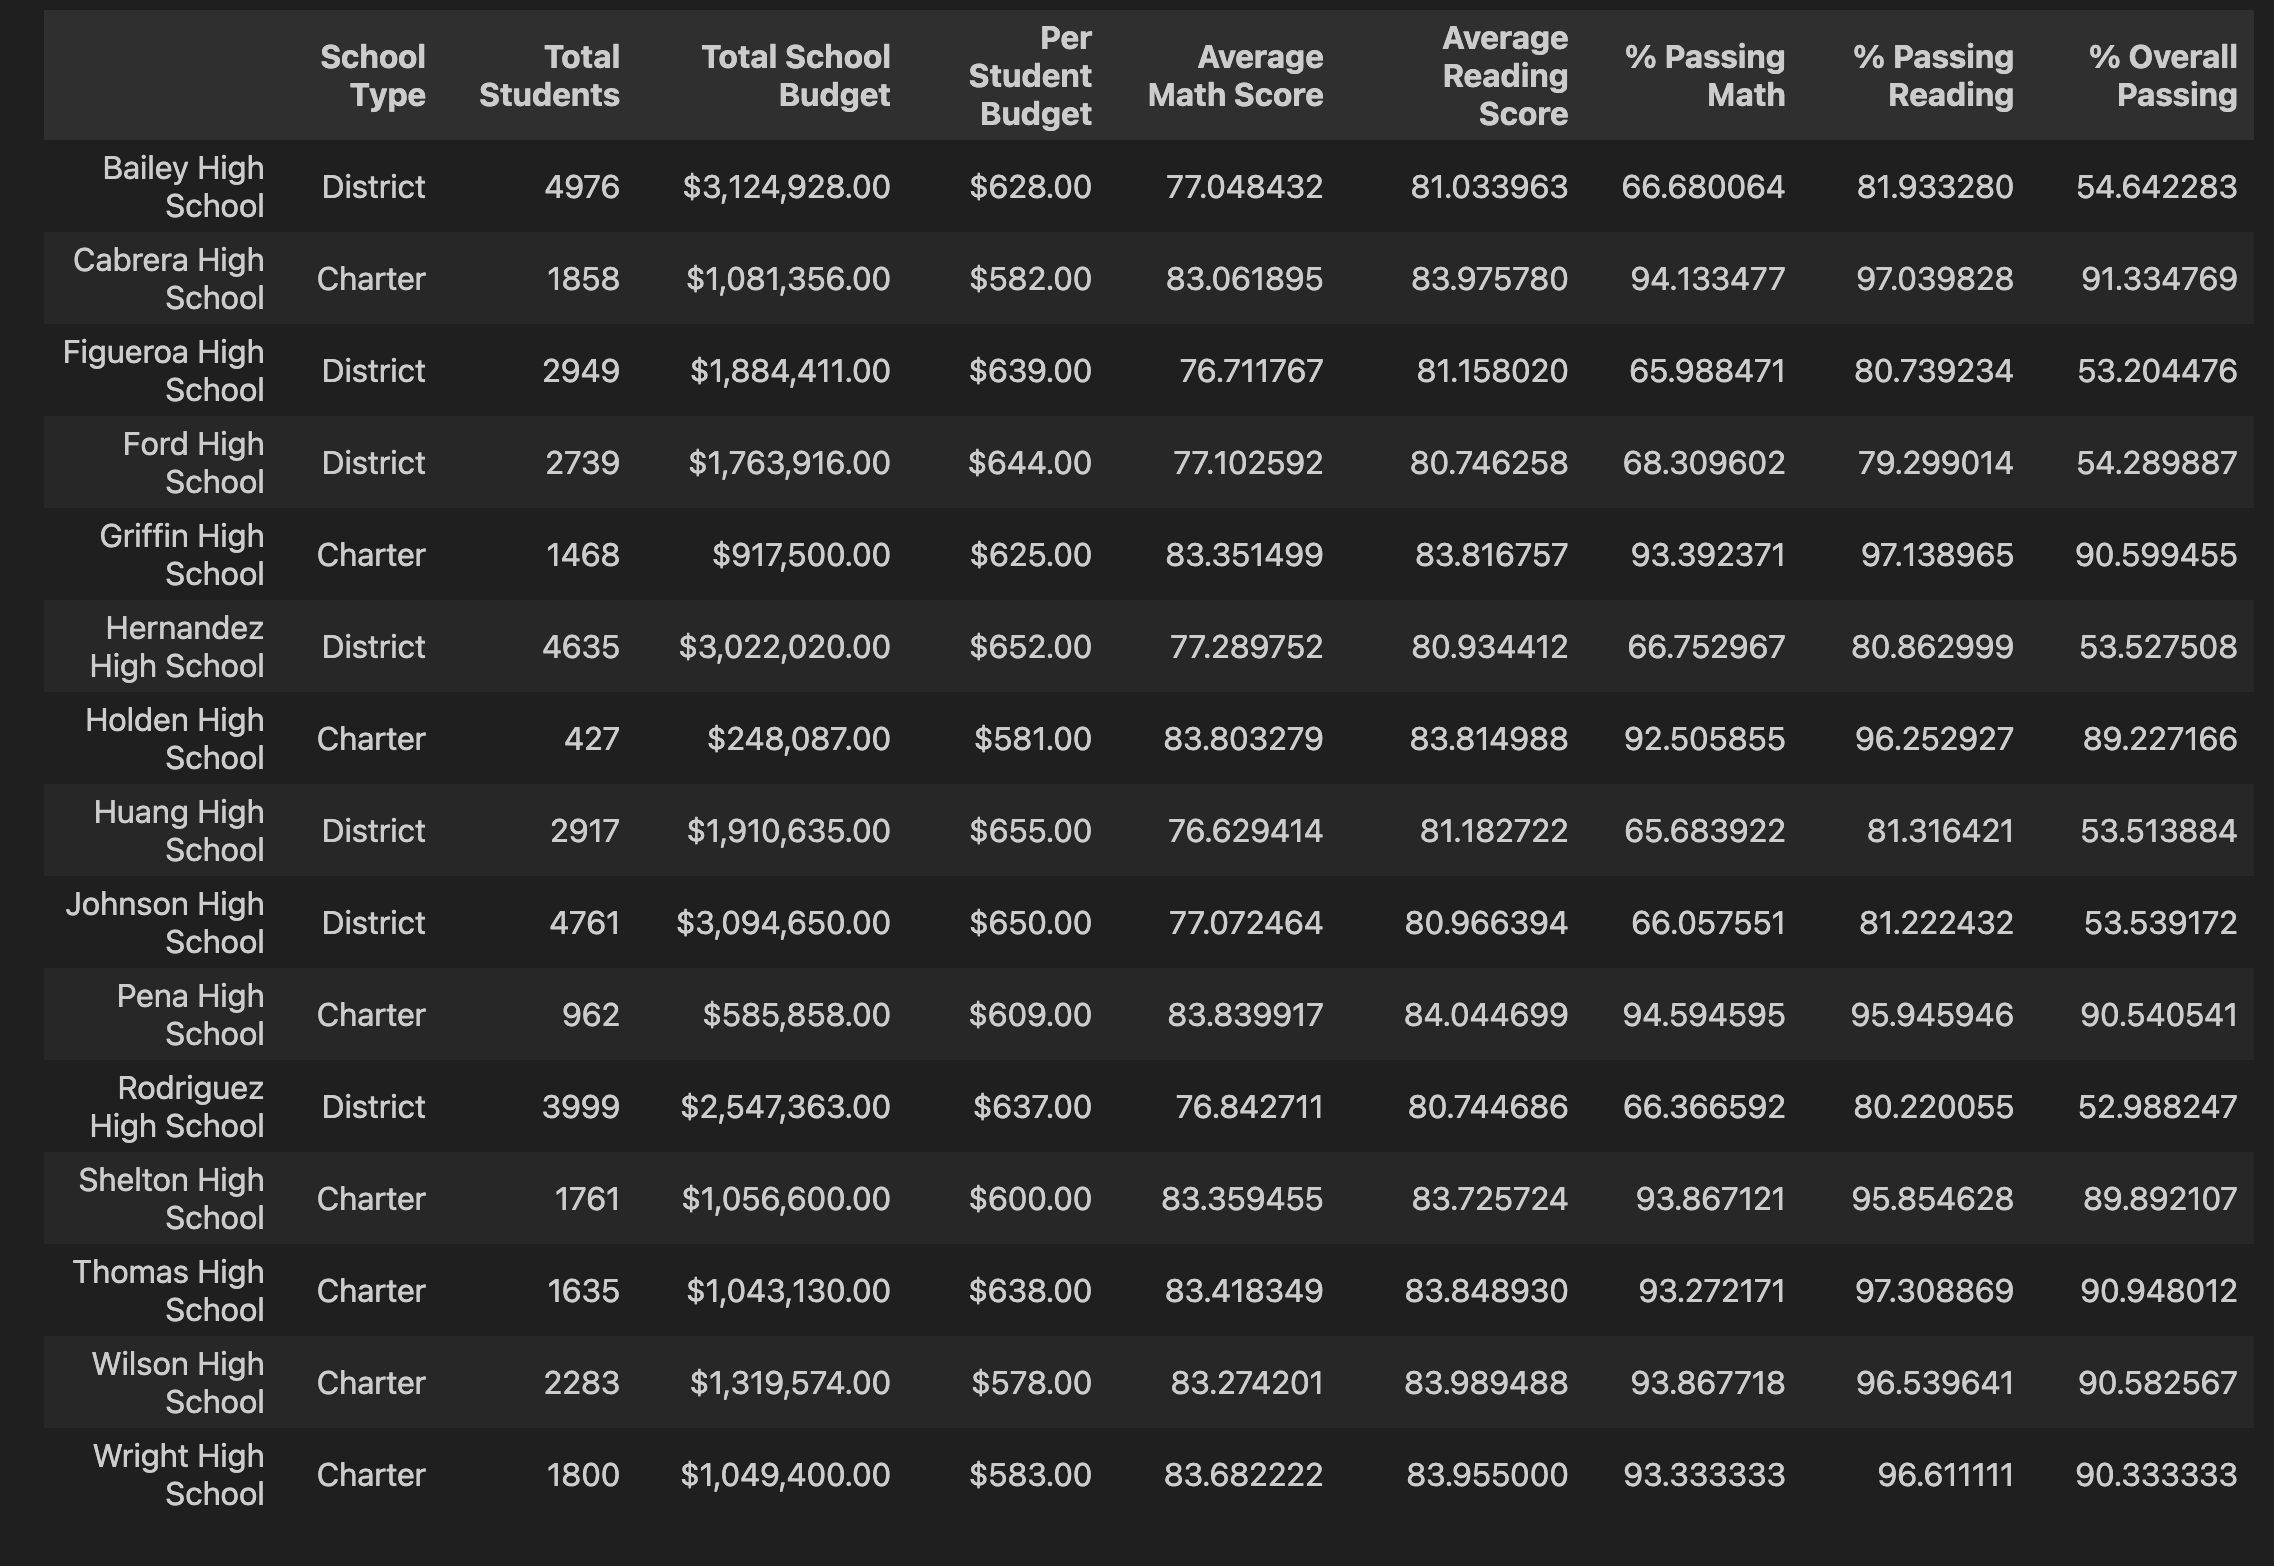 School Type Total Students Total School Budget Per Student Budget Average Math Score Average Reading Score % Passing Math % Passing Reading % Overall Passing
Bailey High School District 4976 $3,124,928.00 $628.00 77.048432 81.033963 66.680064 81.933280 54.642283
Cabrera High School Charter 1858 $1,081,356.00 $582.00 83.061895 83.975780 94.133477 97.039828 91.334769
Figueroa High School District 2949 $1,884,411.00 $639.00 76.711767 81.158020 65.988471 80.739234 53.204476
Ford High School District 2739 $1,763,916.00 $644.00 77.102592 80.746258 68.309602 79.299014 54.289887
Griffin High School Charter 1468 $917,500.00 $625.00 83.351499 83.816757 93.392371 97.138965 90.599455
Hernandez High School District 4635 $3,022,020.00 $652.00 77.289752 80.934412 66.752967 80.862999 53.527508
Holden High School Charter 427 $248,087.00 $581.00 83.803279 83.814988 92.505855 96.252927 89.227166
Huang High School District 2917 $1,910,635.00 $655.00 76.629414 81.182722 65.683922 81.316421 53.513884
Johnson High School District 4761 $3,094,650.00 $650.00 77.072464 80.966394 66.057551 81.222432 53.539172
Pena High School Charter 962 $585,858.00 $609.00 83.839917 84.044699 94.594595 95.945946 90.540541
Rodriguez High School District 3999 $2,547,363.00 $637.00 76.842711 80.744686 66.366592 80.220055 52.988247
Shelton High School Charter 1761 $1,056,600.00 $600.00 83.359455 83.725724 93.867121 95.854628 89.892107
Thomas High School Charter 1635 $1,043,130.00 $638.00 83.418349 83.848930 93.272171 97.308869 90.948012
Wilson High School Charter 2283 $1,319,574.00 $578.00 83.274201 83.989488 93.867718 96.539641 90.582567
Wright High School Charter 1800 $1,049,400.00 $583.00 83.682222 83.955000 93.333333 96.611111 90.333333